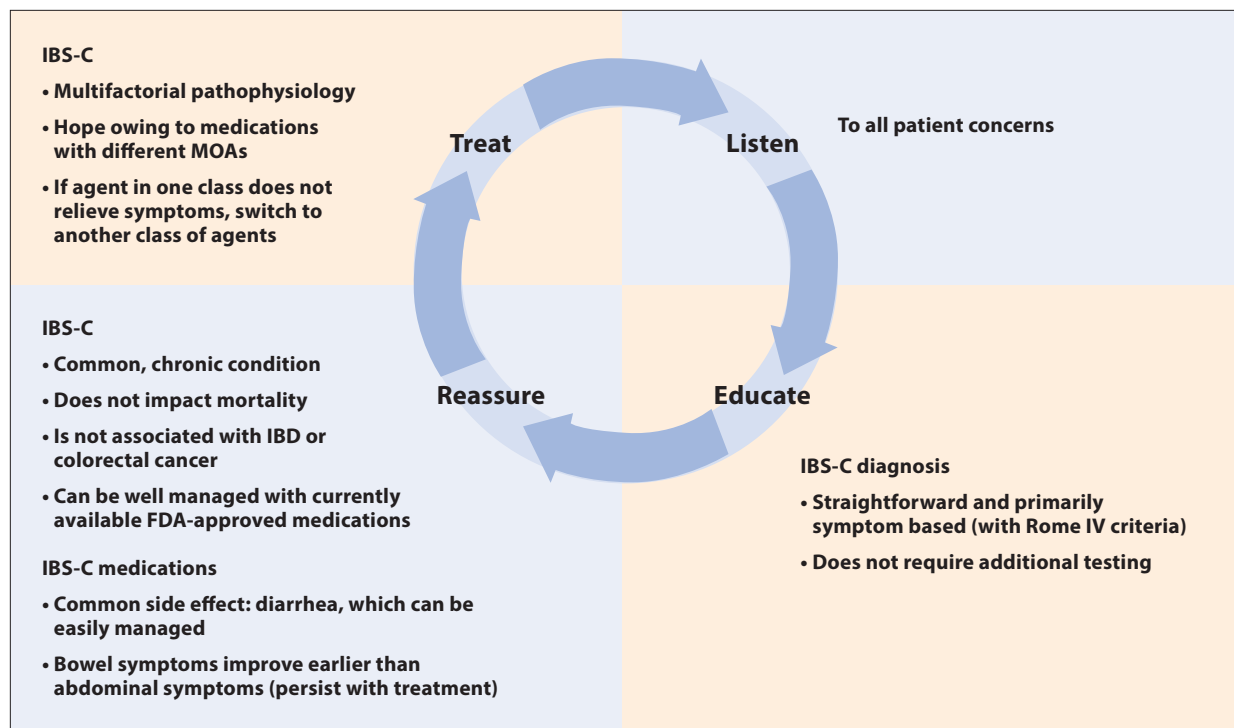 IBS-C
• Multifactorial pathophysiology
• Hope owing to medications
with different MOAs
• If agent in one class does not
relieve symptoms, switch to
another class of agents
Treat
Listen
To all patient concerns
IBS-C
• Common, chronic condition
• Does not impact mortality
• Is not associated with IBD or
colorectal cancer
• Can be well managed with currently
available FDA-approved medications
IBS-C medications
• Common side effect: diarrhea, which can be
easily managed
• Bowel symptoms improve earlier than
abdominal symptoms (persist with treatment)
Reassure
Educate
IBS-C diagnosis
• Straightforward and primarily
symptom based (with Rome IV criteria)
• Does not require additional testing